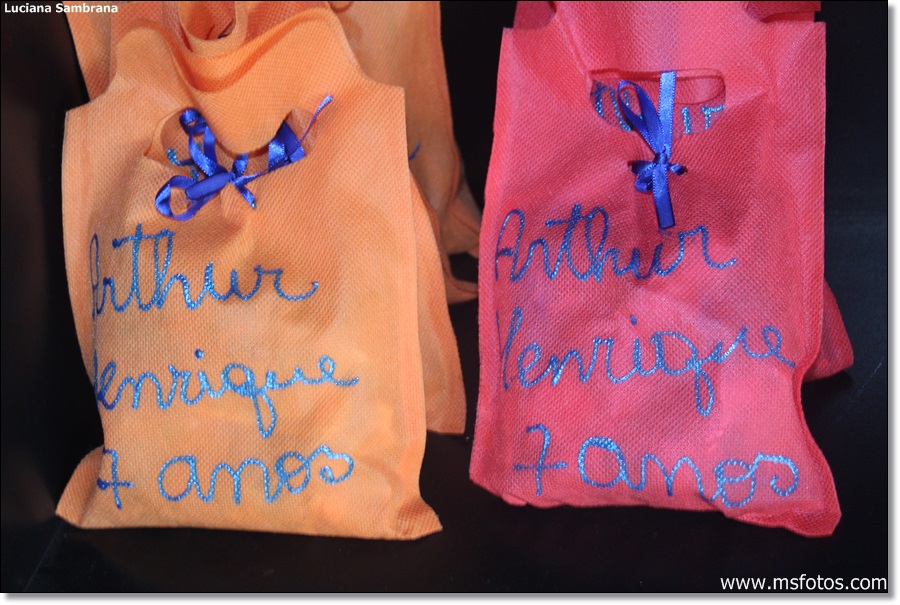 Luciana Sambrana
Arthur
Henrique
7 anos
Arthur
Henrique
7 anos
www.msfotos.com